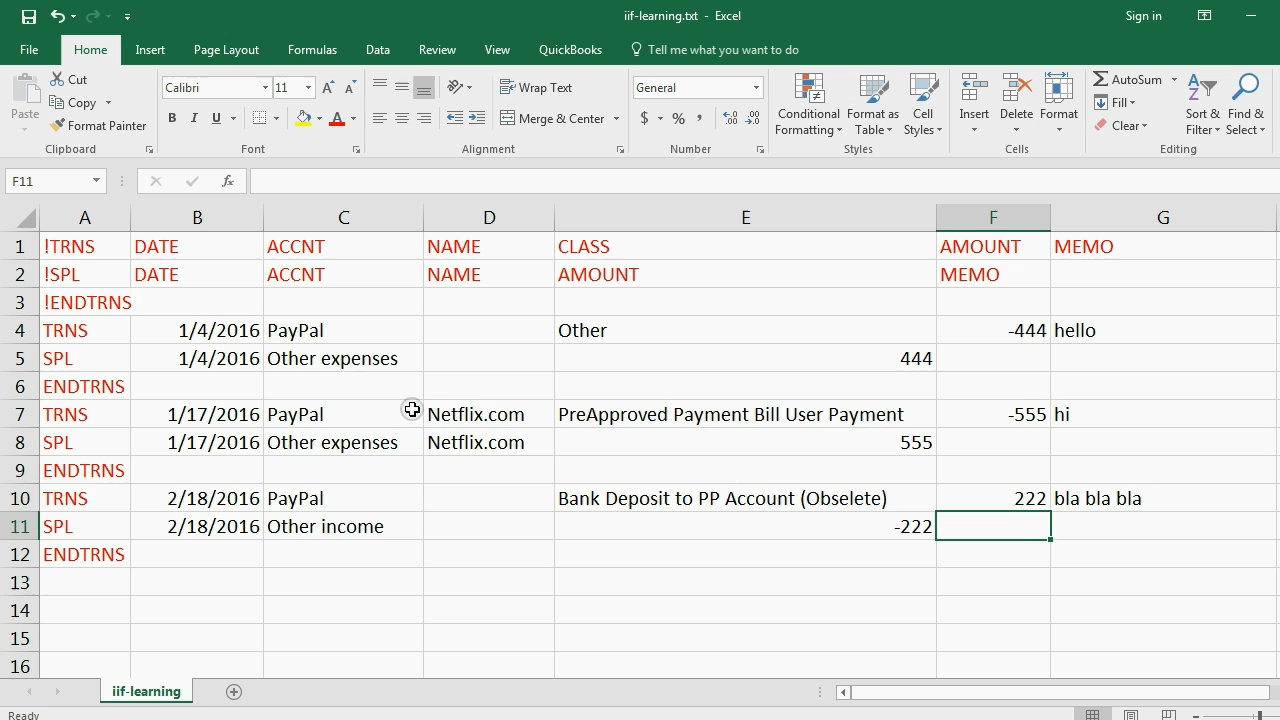 iif-learning.txt - Excel
Sign in
File Home Insert Page Layout Formulas Data Review View QuickBooks Tell me what you want to do
Paste
Cut
Copy
Format Painter
Clipboard
Calibri 11
B I U
Font
Wrap Text
Merge & Center
Alignment
General
$ % ,
Number
Conditional Formatting
Format as Table
Cell Styles
Styles
Insert Delete Format
Cells
AutoSum
Fill
Clear
Sort & Filter
Find & Select
Editing
F11 fx
A B C D E F G
1 !TRNS DATE ACCNT NAME CLASS AMOUNT MEMO
2 !SPL DATE ACCNT NAME AMOUNT MEMO
3 !ENDTRNS
4 TRNS 1/4/2016 PayPal Other -444 hello
5 SPL 1/4/2016 Other expenses 444
6 ENDTRNS
7 TRNS 1/17/2016 PayPal Netflix.com PreApproved Payment Bill User Payment -555 hi
8 SPL 1/17/2016 Other expenses Netflix.com 555
9 ENDTRNS
10 TRNS 2/18/2016 PayPal Bank Deposit to PP Account (Obselete) 222 bla bla bla
11 SPL 2/18/2016 Other income -222
12 ENDTRNS
13
14
15
16
iif-learning
Ready